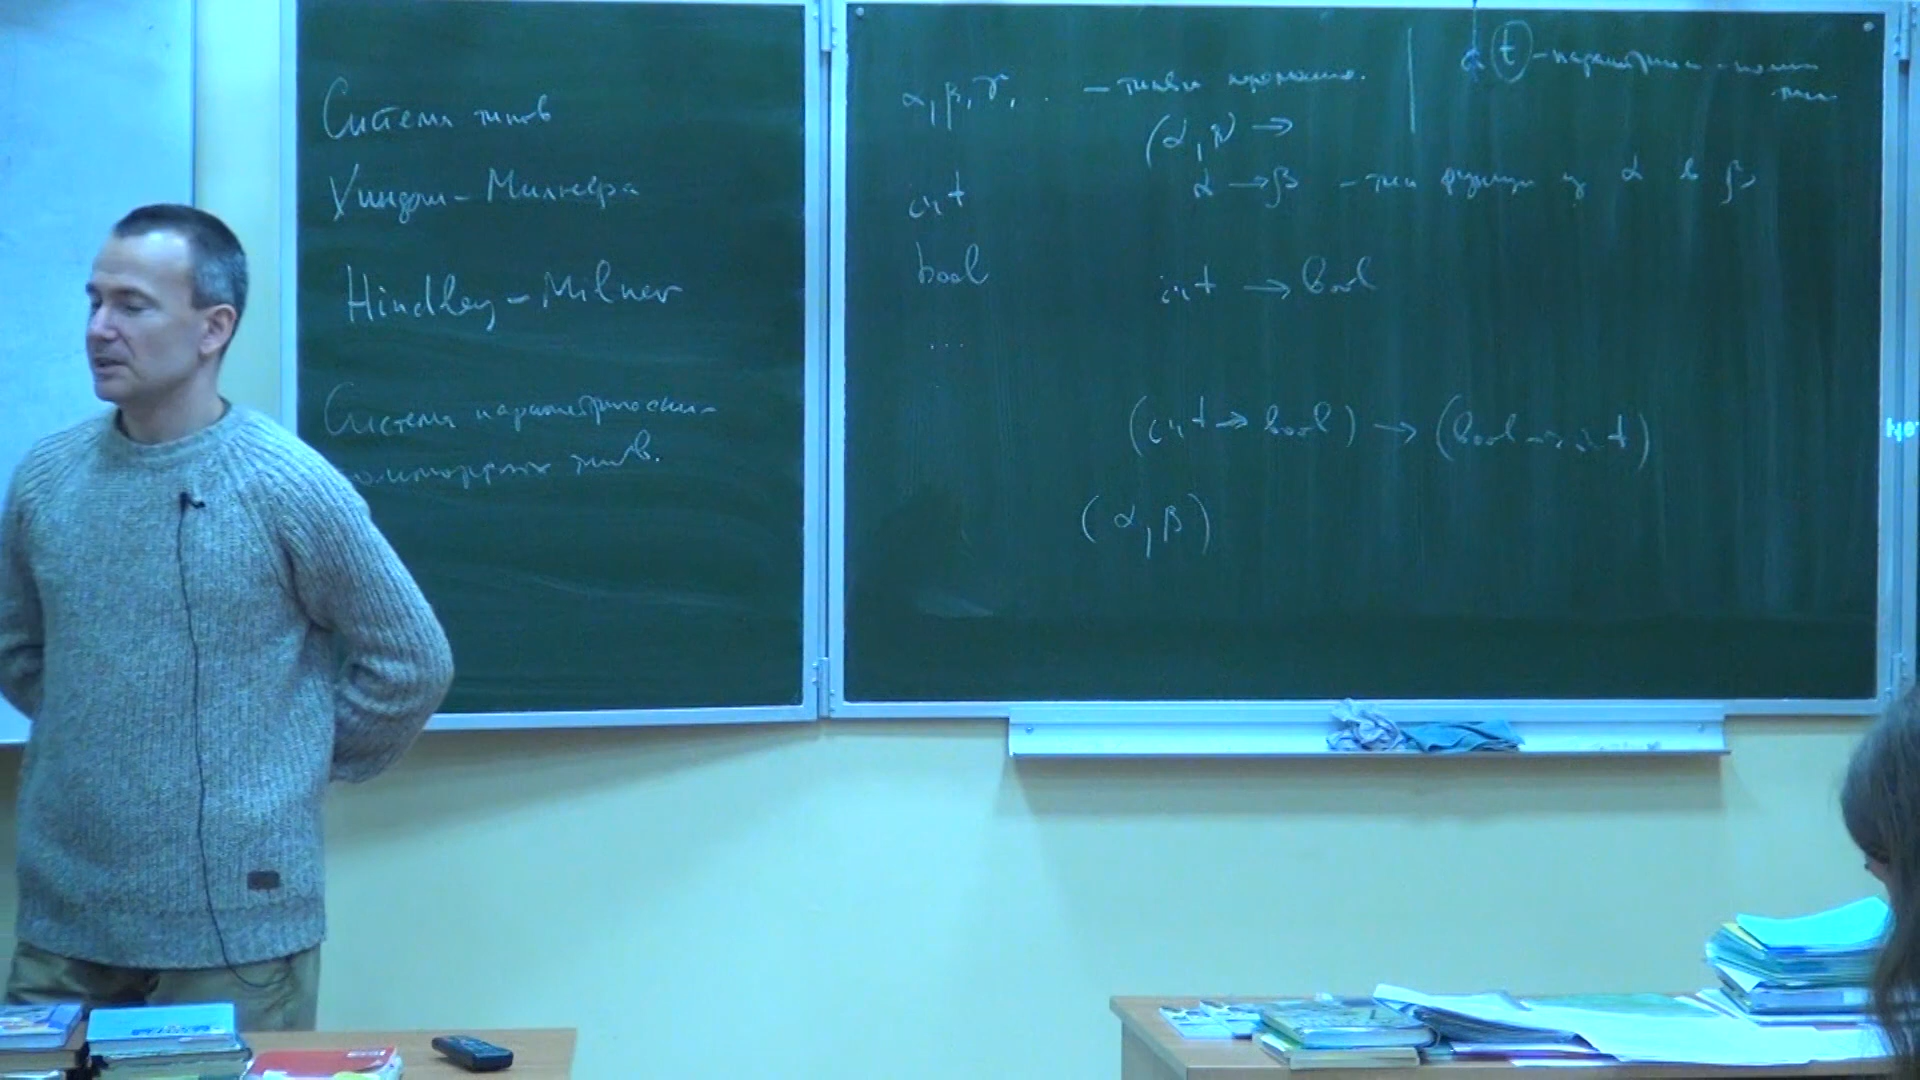 Система типов
Хиндли-Милнера
Hindley-Milner
Система параметрически-
полиморфных типов.
α, β, γ, . . — типовые
(α, β) →
α → β – тип функции из α в β
int
bool
...
int → bool
(int → bool) → (bool → int)
(α, β)
α t -